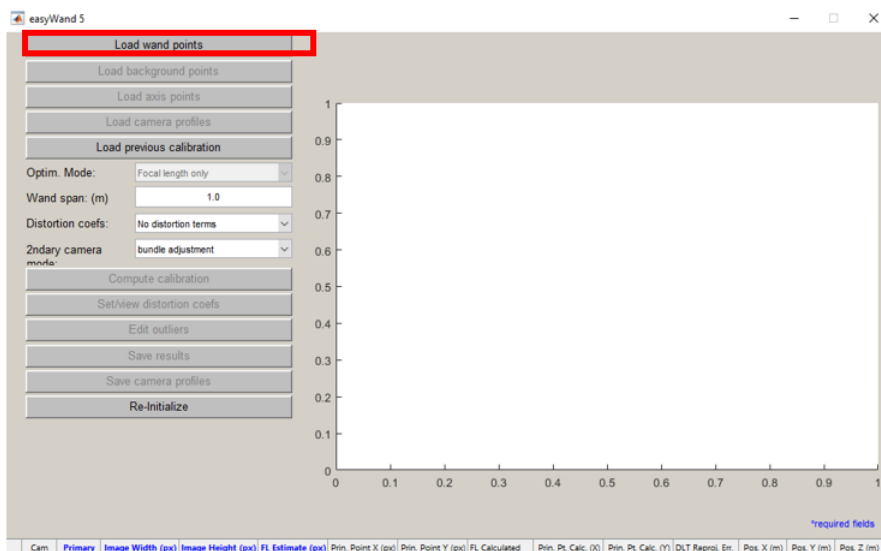 easyWand 5
Load wand points
Load background points
Load axis points
Load camera profiles
Load previous calibration
Optim. Mode: Focal length only
Wand span: (m) 1.0
Distortion coefs: No distortion terms
2ndary camera mode: bundle adjustment
Compute calibration
Set/view distortion coefs
Edit outliers
Save results
Save camera profiles
Re-Initialize
1
0.9
0.8
0.7
0.6
0.5
0.4
0.3
0.2
0.1
0
0 0.1 0.2 0.3 0.4 0.5 0.6 0.7 0.8 0.9 1
*required fields
Cam Primary Image Width (px) Image Height (px) FL Estimate (px) Prin. Point X (px) Prin. Point Y (px) FL Calculated Prin. Pt. Calc. (X) Prin. Pt. Calc. (Y) DLT Reproj. Err. Pos. X (m) Pos. Y (m) Pos. Z (m)